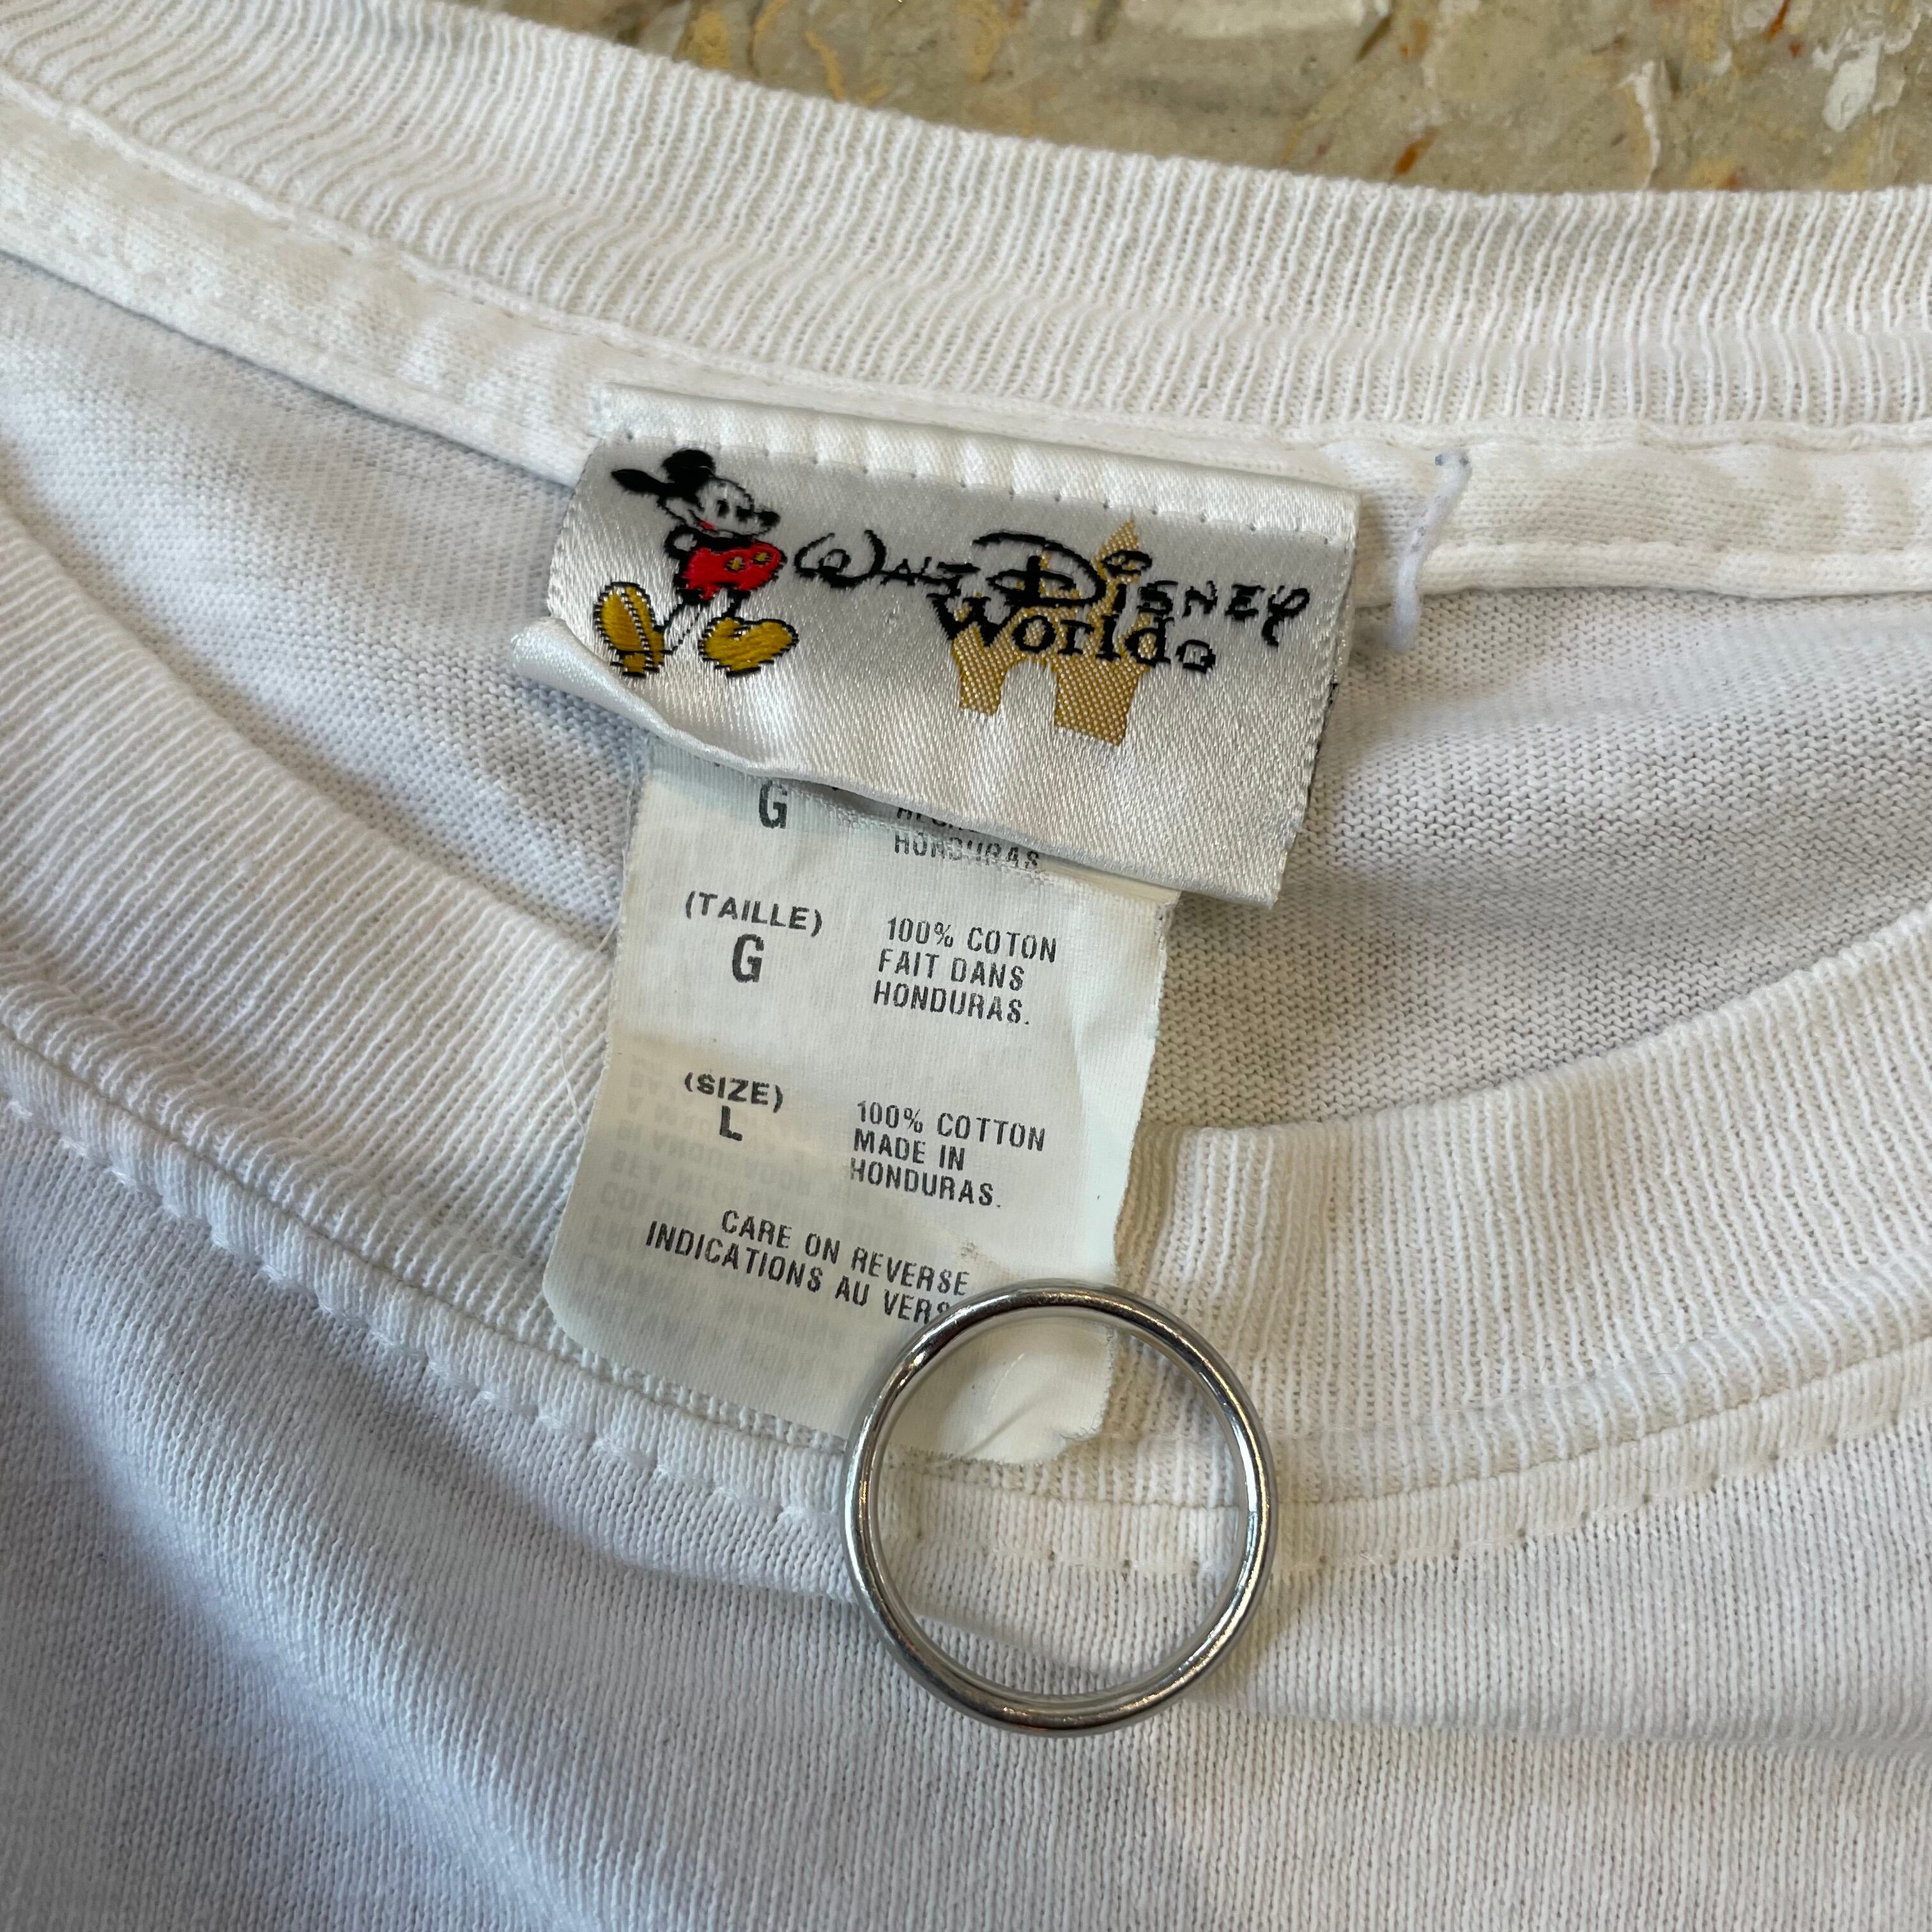 Walt Disney
World®
G
HONDURAS
(TAILLE)
G
100% COTON
FAIT DANS
HONDURAS.
(SIZE)
L
100% COTTON
MADE IN
HONDURAS.
CARE ON REVERSE
INDICATIONS AU